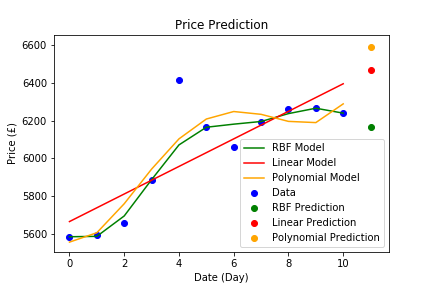 Price Prediction
Price (£)
6600
6400
6200
6000
5800
5600
0 2 4 6 8 10
Date (Day)
RBF Model
Linear Model
Polynomial Model
Data
RBF Prediction
Linear Prediction
Polynomial Prediction